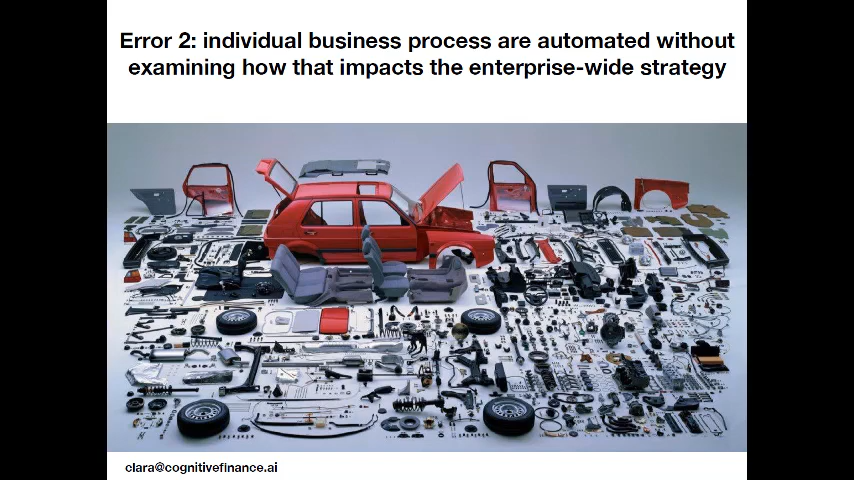 Error 2: individual business process are automated without
examining how that impacts the enterprise-wide strategy
clara@cognitivefinance.ai